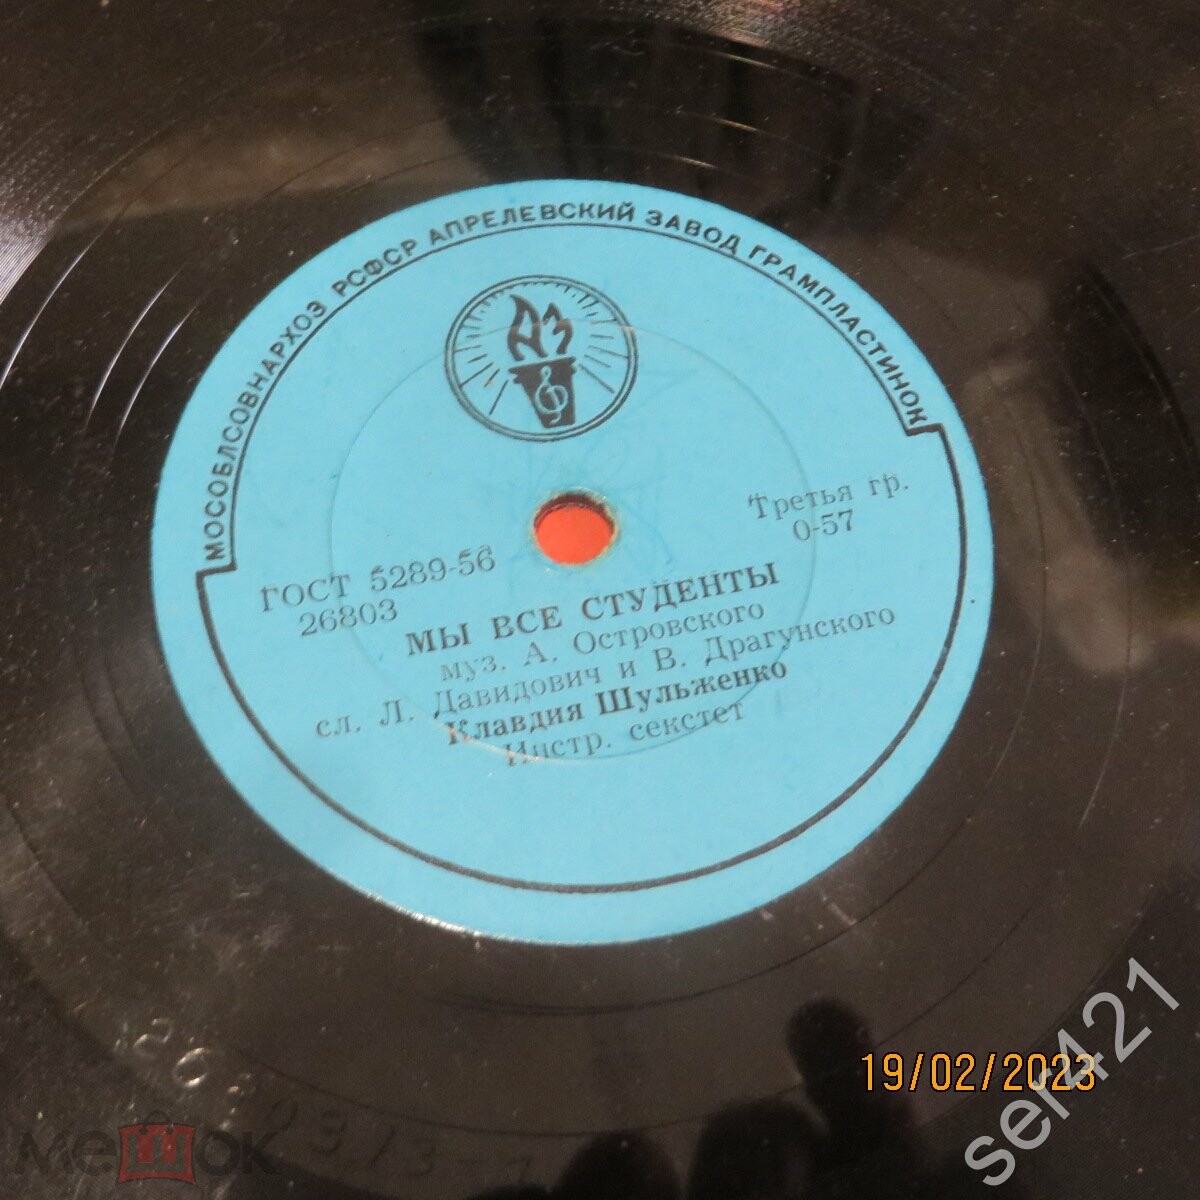 МОСОБЛСОВНАРХОЗ РСФСР АПРЕЛЕВСКИЙ ЗАВОД ГРАМПЛАСТИНОК
АЗ
Третья гр.
0-57
ГОСТ 5289-56
26803
МЫ ВСЕ СТУДЕНТЫ
муз. А. Островского
сл. Л. Давидович и В. Драгунского
Клавдия Шульженко
Инстр. секстет
19/02/2023
ser421
мешок